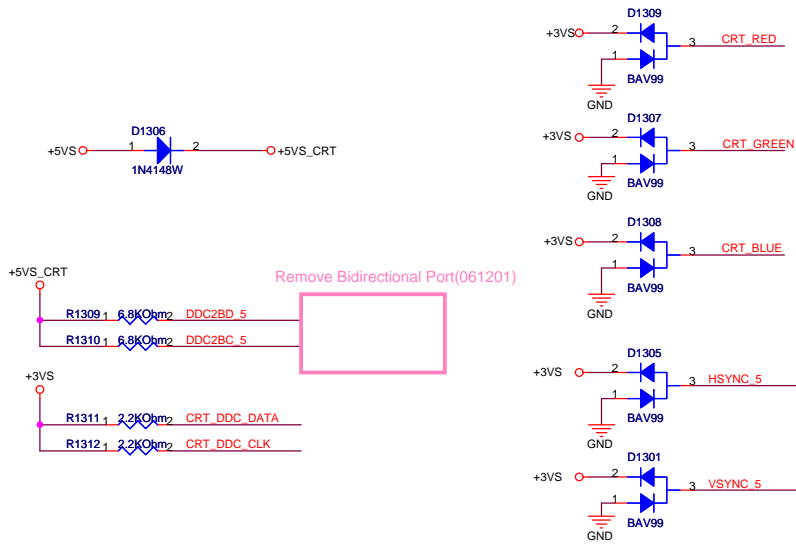 D1309
+3VS 2 3 CRT_RED
1
BAV99
GND
D1307
+3VS 2 3 CRT_GREEN
1
BAV99
GND
D1308
+3VS 2 3 CRT_BLUE
1
BAV99
GND
D1305
+3VS 2 3 HSYNC_5
1
BAV99
GND
D1301
+3VS 2 3 VSYNC_5
1
BAV99
GND
D1306
+5VS 1 2 +5VS_CRT
1N4148W
+5VS_CRT
Remove Bidirectional Port(061201)
R1309 1 6.8KOhm 2 DDC2BD_5
R1310 1 6.8KOhm 2 DDC2BC_5
+3VS
R1311 1 2.2KOhm 2 CRT_DDC_DATA
R1312 1 2.2KOhm 2 CRT_DDC_CLK